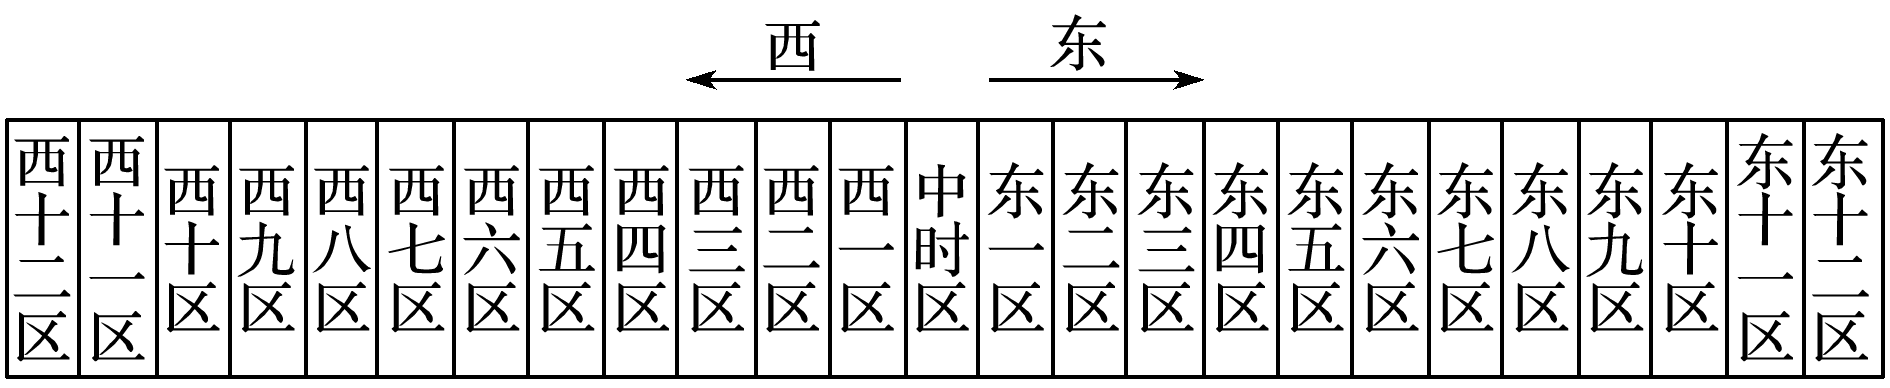 西 东
西十二区
西十一区
西十区
西九区
西八区
西七区
西六区
西五区
西四区
西三区
西二区
西一区
中时区
东一区
东二区
东三区
东四区
东五区
东六区
东七区
东八区
东九区
东十区
东十一区
东十二区